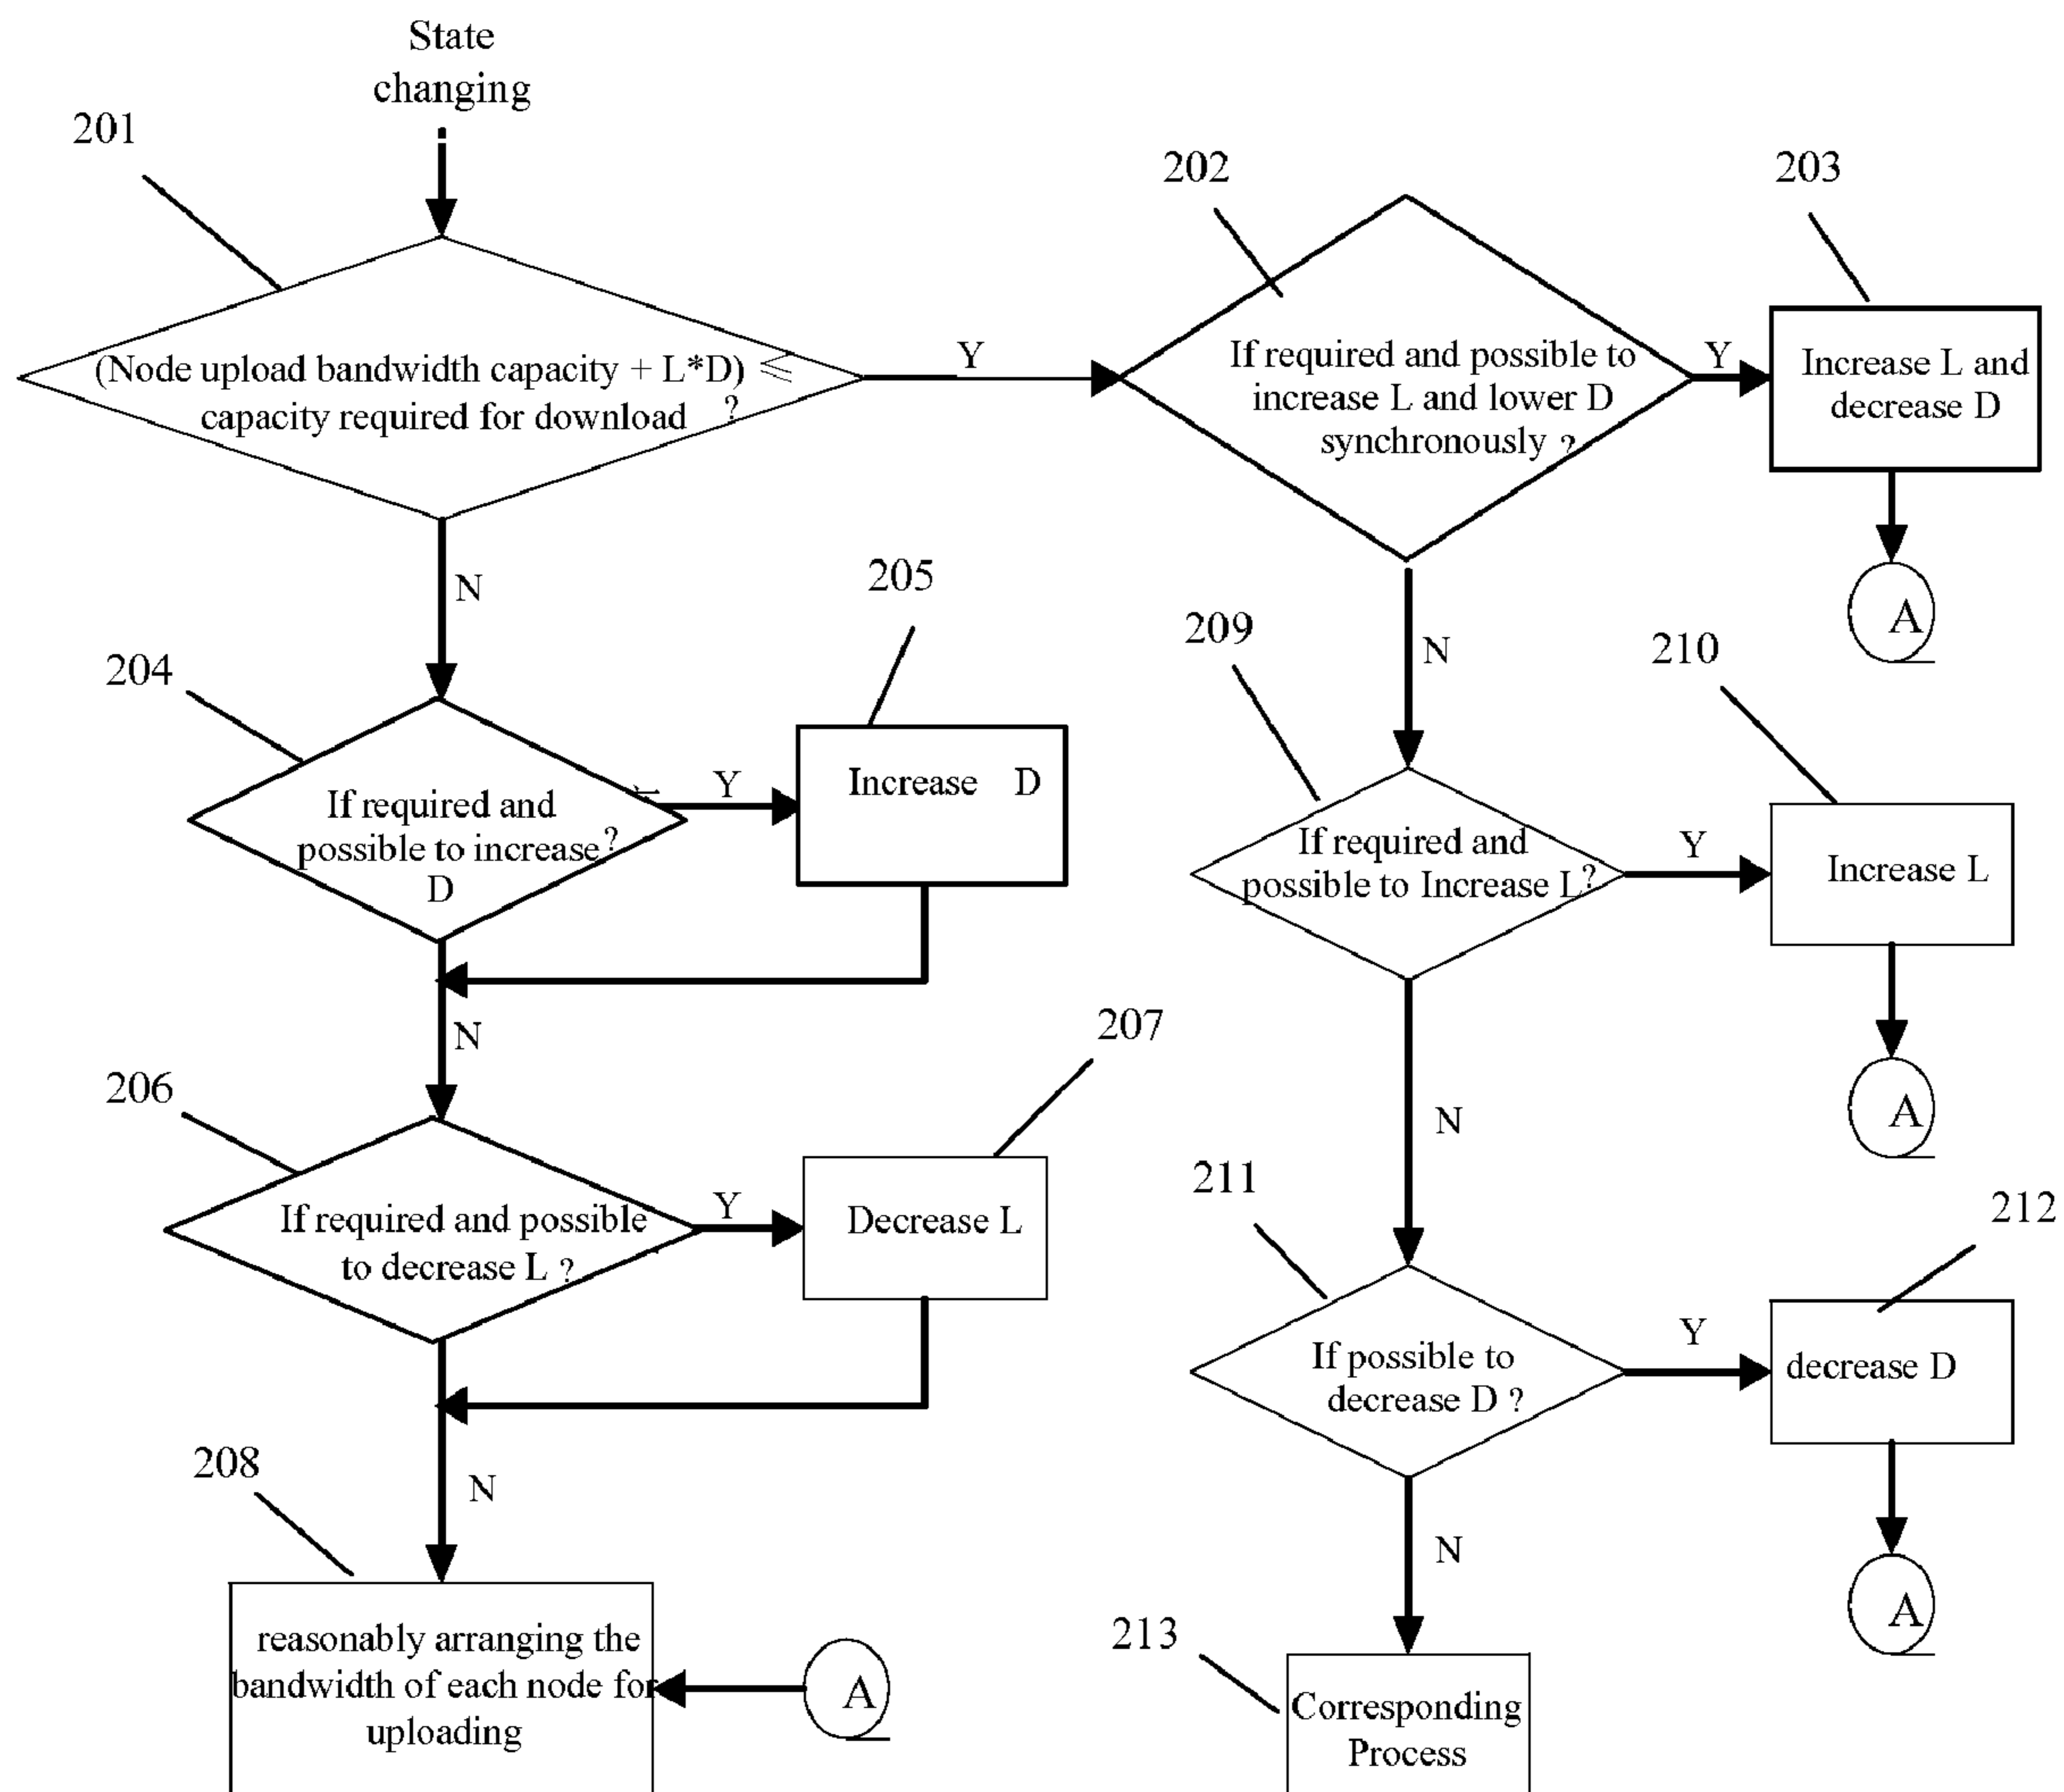 State
changing
201
(Node upload bandwidth capacity + L*D) ⩽
capacity required for download ?
Y
202
If required and possible to
increase L and lower D
synchronously ?
Y
203
Increase L and
decrease D
A
N
N
204
If required and
possible to increase ?
D
Y
205
Increase D
209
If required and
possible to Increase L ?
Y
210
Increase L
A
N
N
206
If required and possible
to decrease L ?
Y
207
Decrease L
211
If possible to
decrease D ?
Y
212
decrease D
A
N
N
208
reasonably arranging the
bandwidth of each node for
uploading
A
213
Corresponding
Process